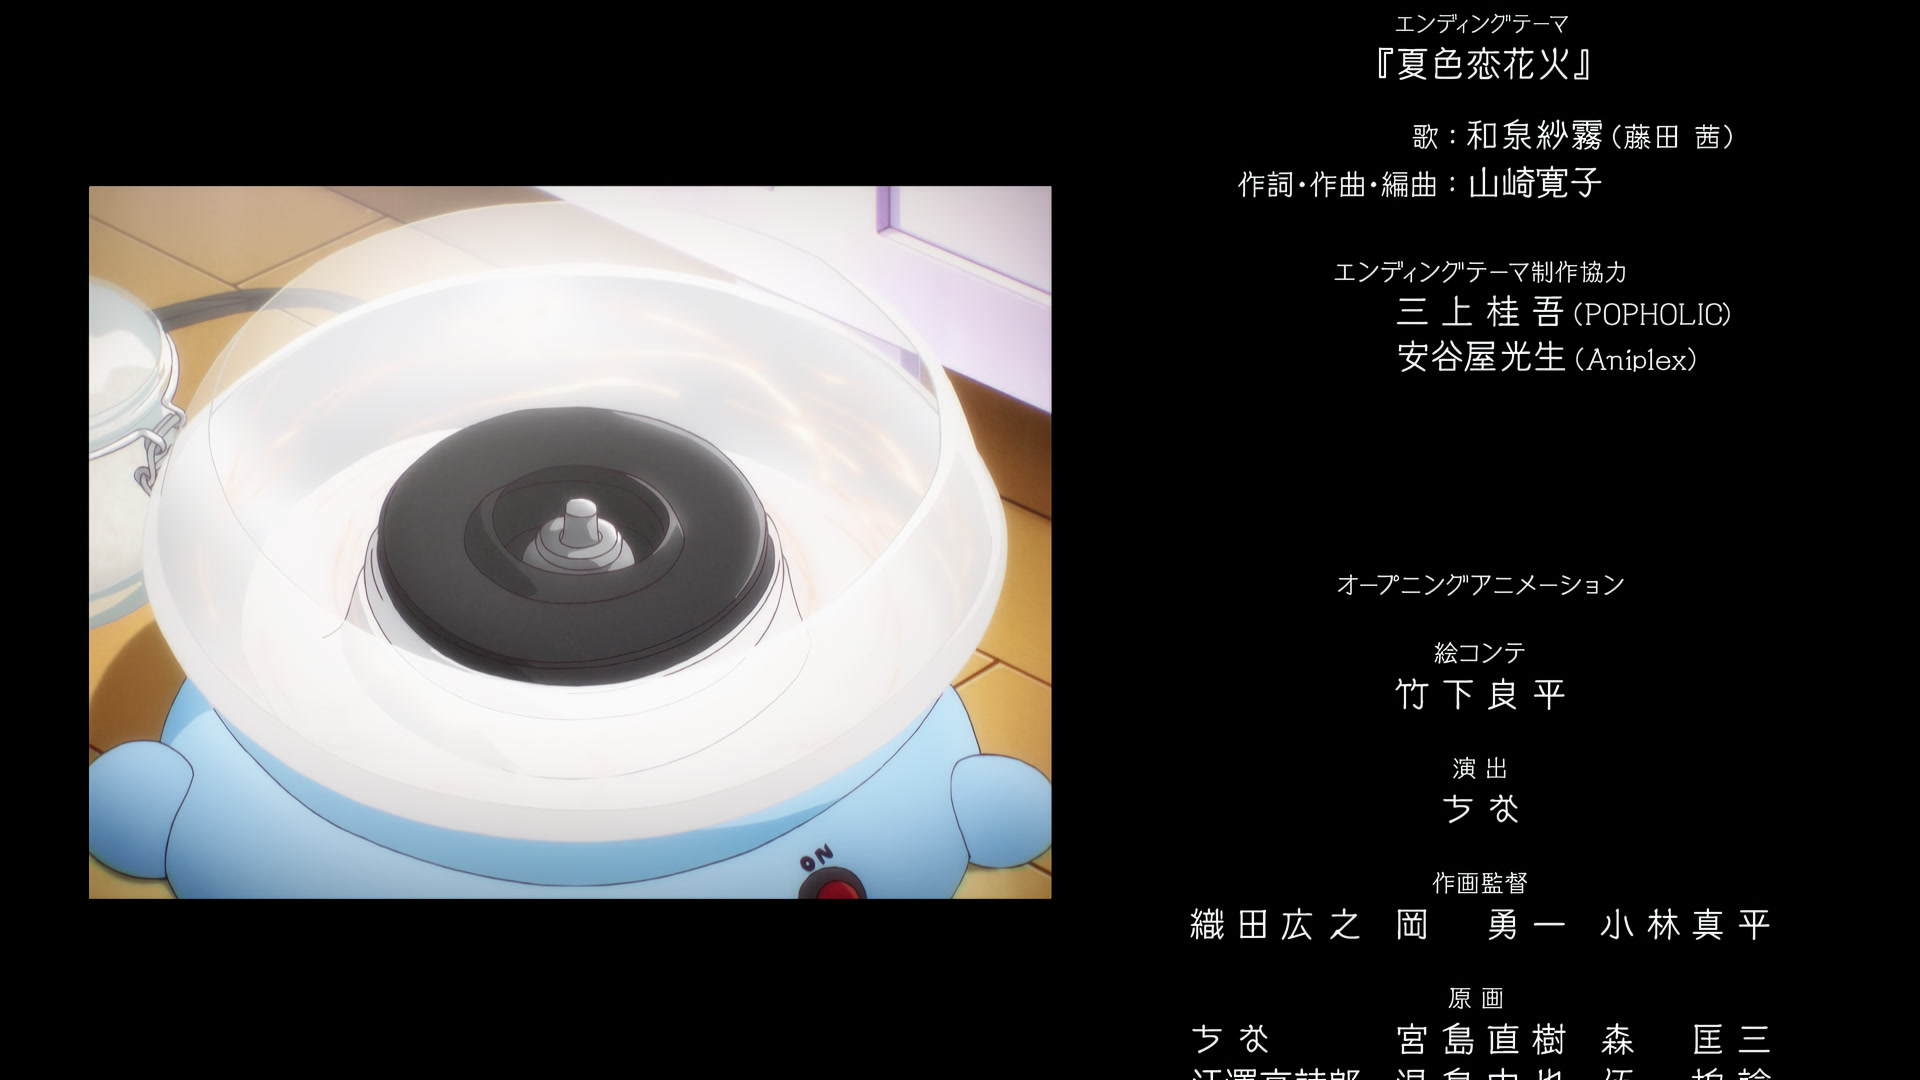 エンディングテーマ
『夏色恋花火』
歌：和泉紗霧（藤田 茜）
作詞・作曲・編曲：山崎寛子
エンディングテーマ制作協力
三上桂吾（POPHOLIC）
安谷屋光生（Aniplex）
オープニングアニメーション
絵コンテ
竹下良平
演出
ちな
作画監督
織田広之 岡 勇一 小林真平
原画
ちな 宮島直樹 森 匡三
ON